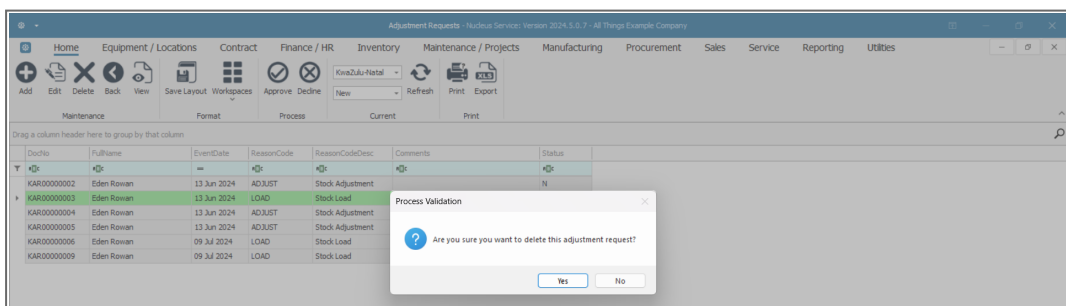 Adjustment Requests - Nucleus Service: Version 2024.5.0.7 - All Things Example Company
Home Equipment / Locations Contract Finance / HR Inventory Maintenance / Projects Manufacturing Procurement Sales Service Reporting Utilities
KwaZulu-Natal
New
Add Edit Delete Back View Save Layout Workspaces Approve Decline Refresh Print Export
Maintenance Format Process Current Print
Drag a column header here to group by that column
DocNo FullName EventDate ReasonCode ReasonCodeDesc Comments Status
KAR00000002 Eden Rowan 13 Jun 2024 ADJUST Stock Adjustment N
KAR00000003 Eden Rowan 13 Jun 2024 LOAD Stock Load
KAR00000004 Eden Rowan 13 Jun 2024 ADJUST Stock Adjustment
KAR00000005 Eden Rowan 13 Jun 2024 ADJUST Stock Adjustment
KAR00000006 Eden Rowan 09 Jul 2024 LOAD Stock Load
KAR00000009 Eden Rowan 09 Jul 2024 LOAD Stock Load
Process Validation
Are you sure you want to delete this adjustment request?
Yes No